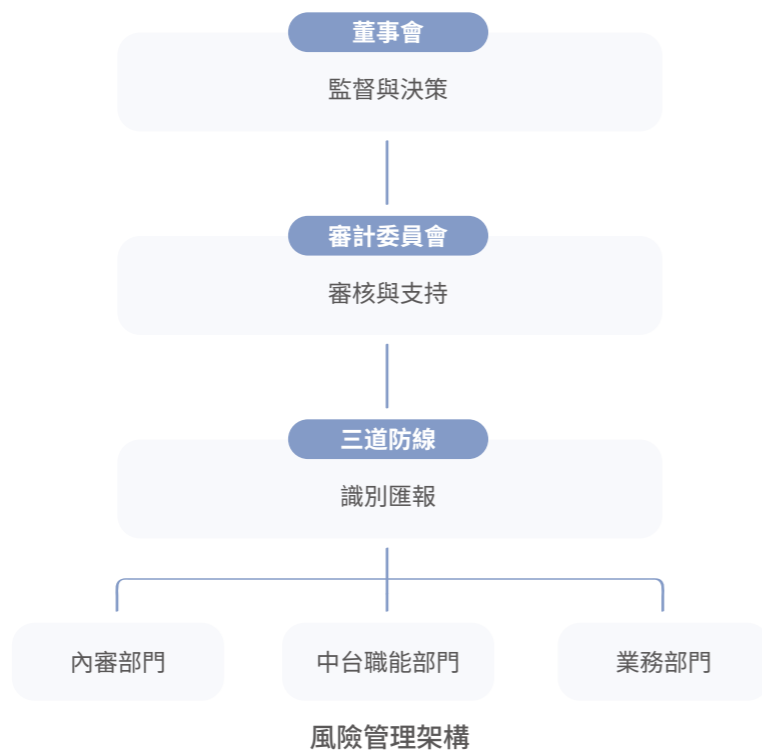 董事會
監督與決策
審計委員會
審核與支持
三道防線
識別匯報
內審部門
中台職能部門
業務部門
風險管理架構